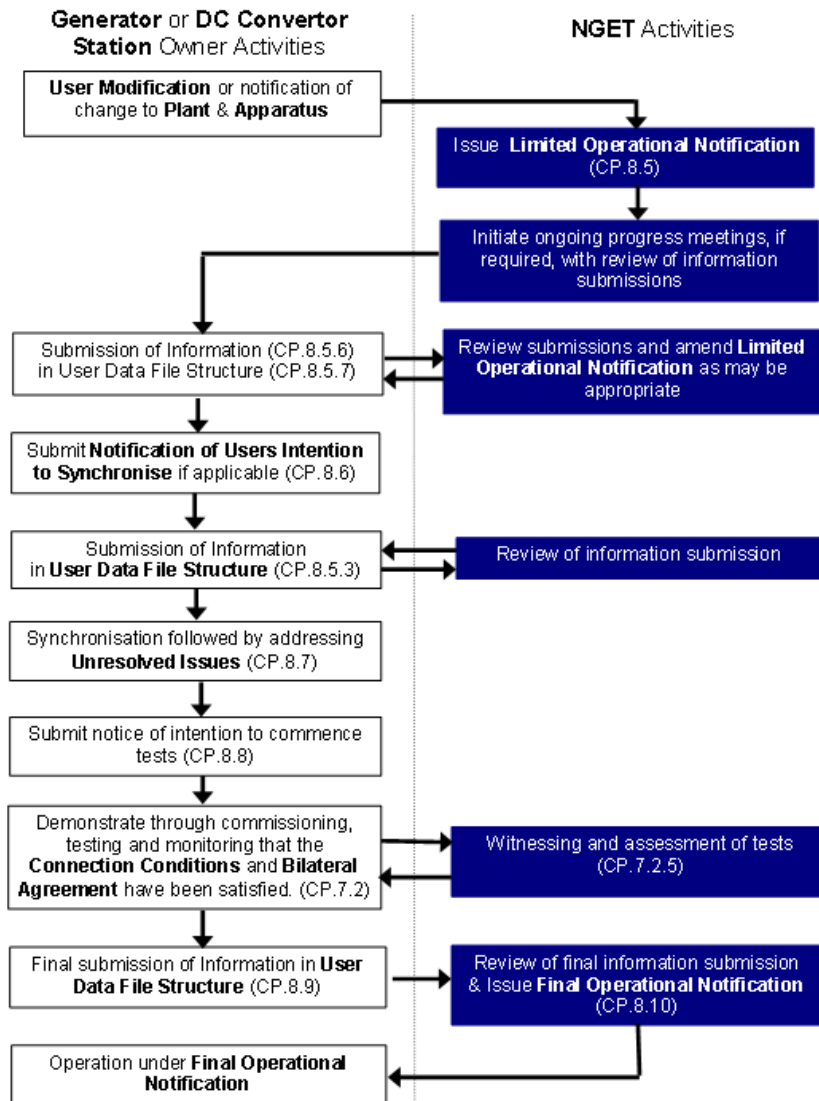 Generator or DC Convertor
Station Owner Activities
NGET Activities
User Modification or notification of
change to Plant & Apparatus
Issue Limited Operational Notification
(CP.8.5)
Initiate ongoing progress meetings, if
required, with review of information
submissions
Submission of Information (CP.8.5.6)
in User Data File Structure (CP.8.5.7)
Review submissions and amend Limited
Operational Notification as may be
appropriate
Submit Notification of Users Intention
to Synchronise if applicable (CP.8.6)
Submission of Information
in User Data File Structure (CP.8.5.3)
Review of information submission
Synchronisation followed by addressing
Unresolved Issues (CP.8.7)
Submit notice of intention to commence
tests (CP.8.8)
Demonstrate through commissioning,
testing and monitoring that the
Connection Conditions and Bilateral
Agreement have been satisfied. (CP.7.2)
Witnessing and assessment of tests
(CP.7.2.5)
Final submission of Information in User
Data File Structure (CP.8.9)
Review of final information submission
& Issue Final Operational Notification
(CP.8.10)
Operation under Final Operational
Notification